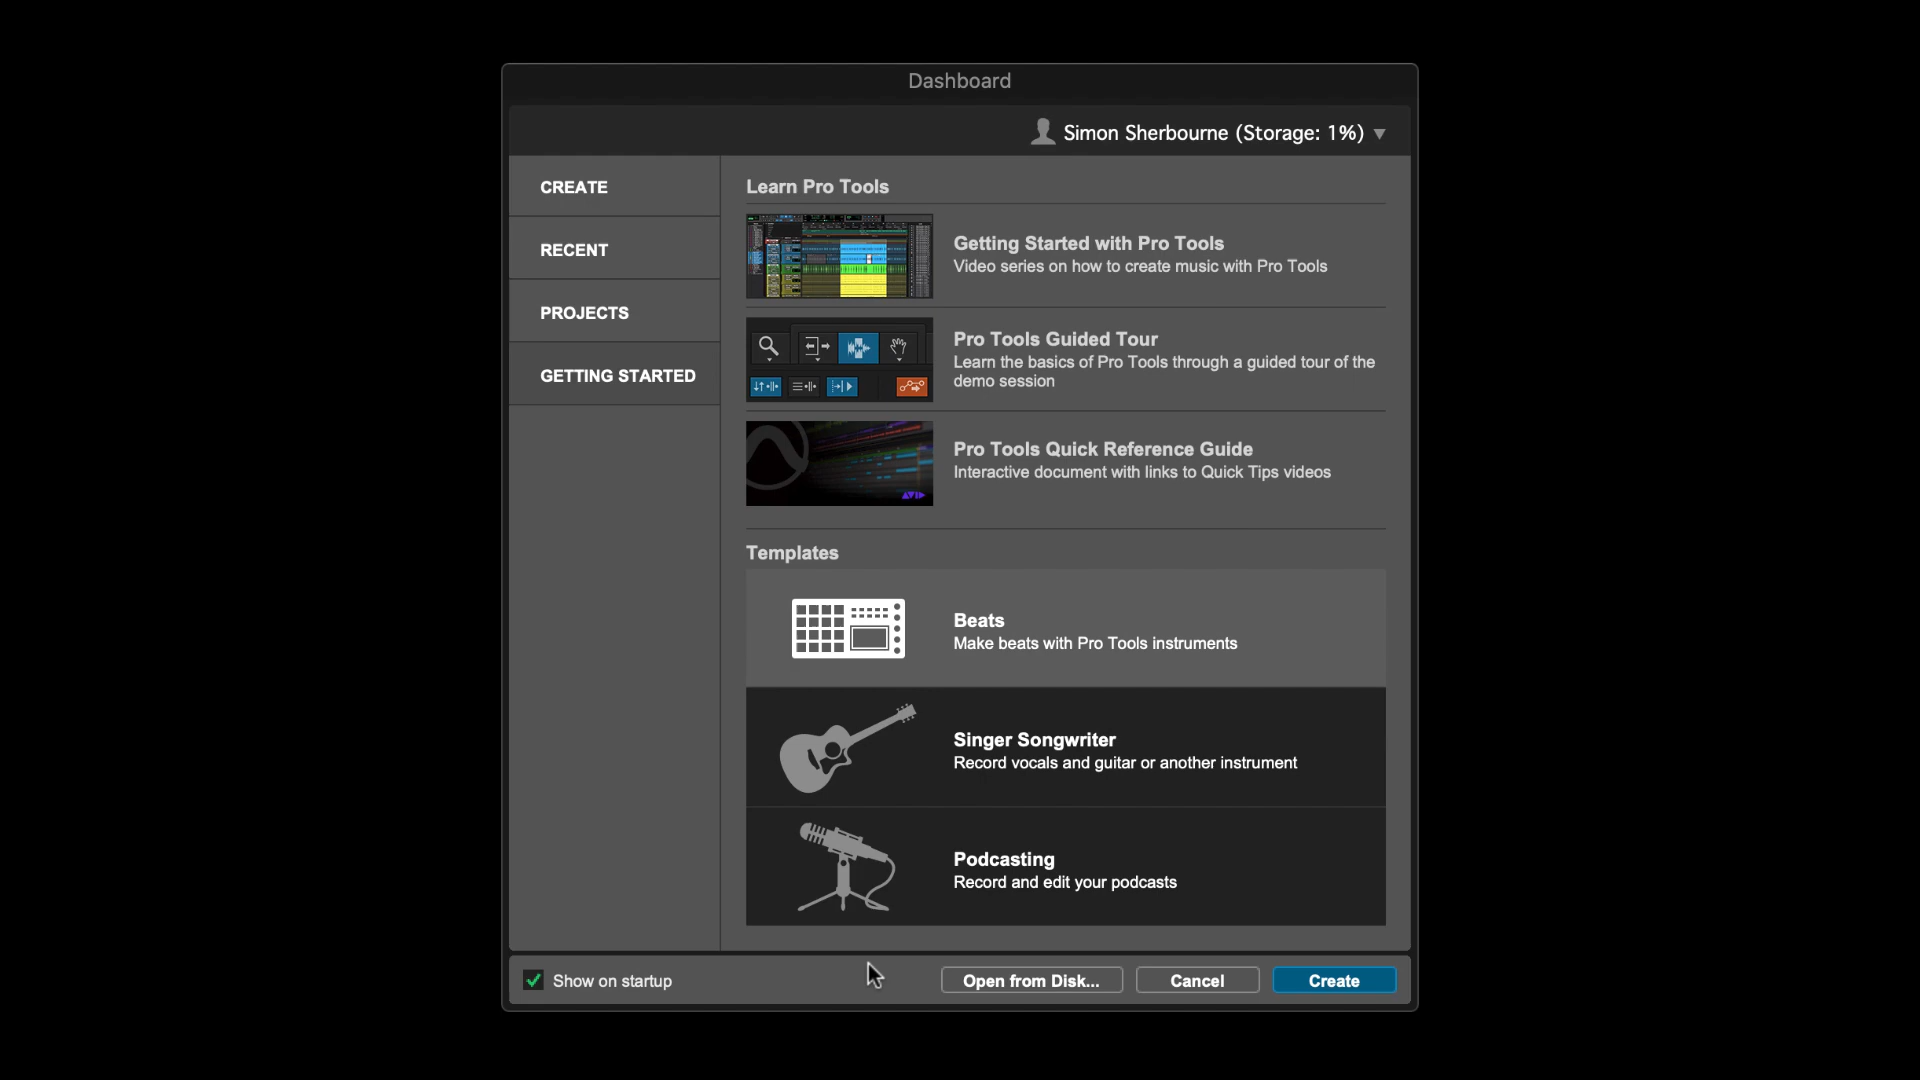 Dashboard
Simon Sherbourne (Storage: 1%)
CREATE
RECENT
PROJECTS
GETTING STARTED
Learn Pro Tools
Getting Started with Pro Tools
Video series on how to create music with Pro Tools
Pro Tools Guided Tour
Learn the basics of Pro Tools through a guided tour of the
demo session
Pro Tools Quick Reference Guide
Interactive document with links to Quick Tips videos
AVID
Templates
Beats
Make beats with Pro Tools instruments
Singer Songwriter
Record vocals and guitar or another instrument
Podcasting
Record and edit your podcasts
Show on startup
Open from Disk...
Cancel
Create